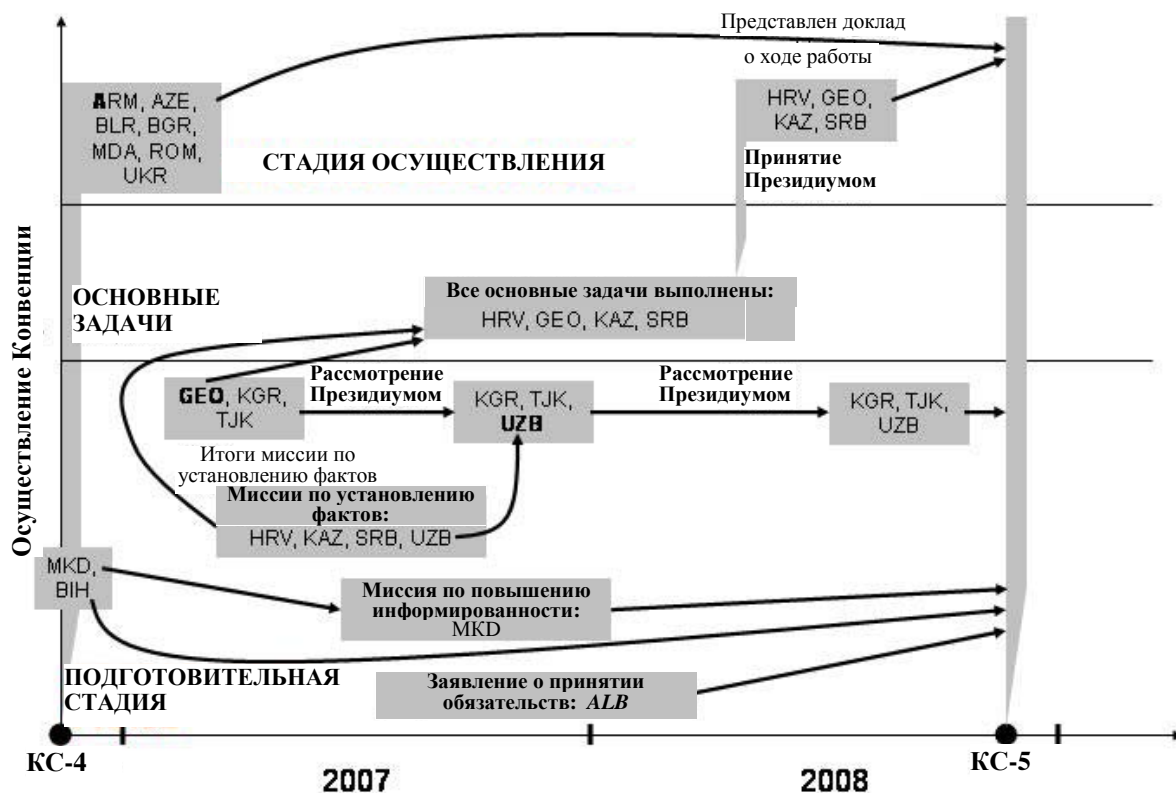 Представлен доклад
о ходе работы
ARM, AZE,
BLR, BGR,
MDA, ROM,
UKR
HRV, GEO,
KAZ, SRB
СТАДИЯ ОСУЩЕСТВЛЕНИЯ
Принятие
Президиумом
Осуществление Конвенции
ОСНОВНЫЕ
ЗАДАЧИ
Все основные задачи выполнены:
HRV, GEO, KAZ, SRB
GEO, KGR,
TJK
Рассмотрение
Президиумом
KGR, TJK,
UZB
Рассмотрение
Президиумом
KGR, TJK,
UZB
Итоги миссии по
установлению фактов
Миссии по установлению
фактов:
HRV, KAZ, SRB, UZB
MKD,
BIH
Миссия по повышению
информированности:
MKD
ПОДГОТОВИТЕЛЬНАЯ
СТАДИЯ
Заявление о принятии
обязательств: ALB
КС-4
КС-5
2007
2008